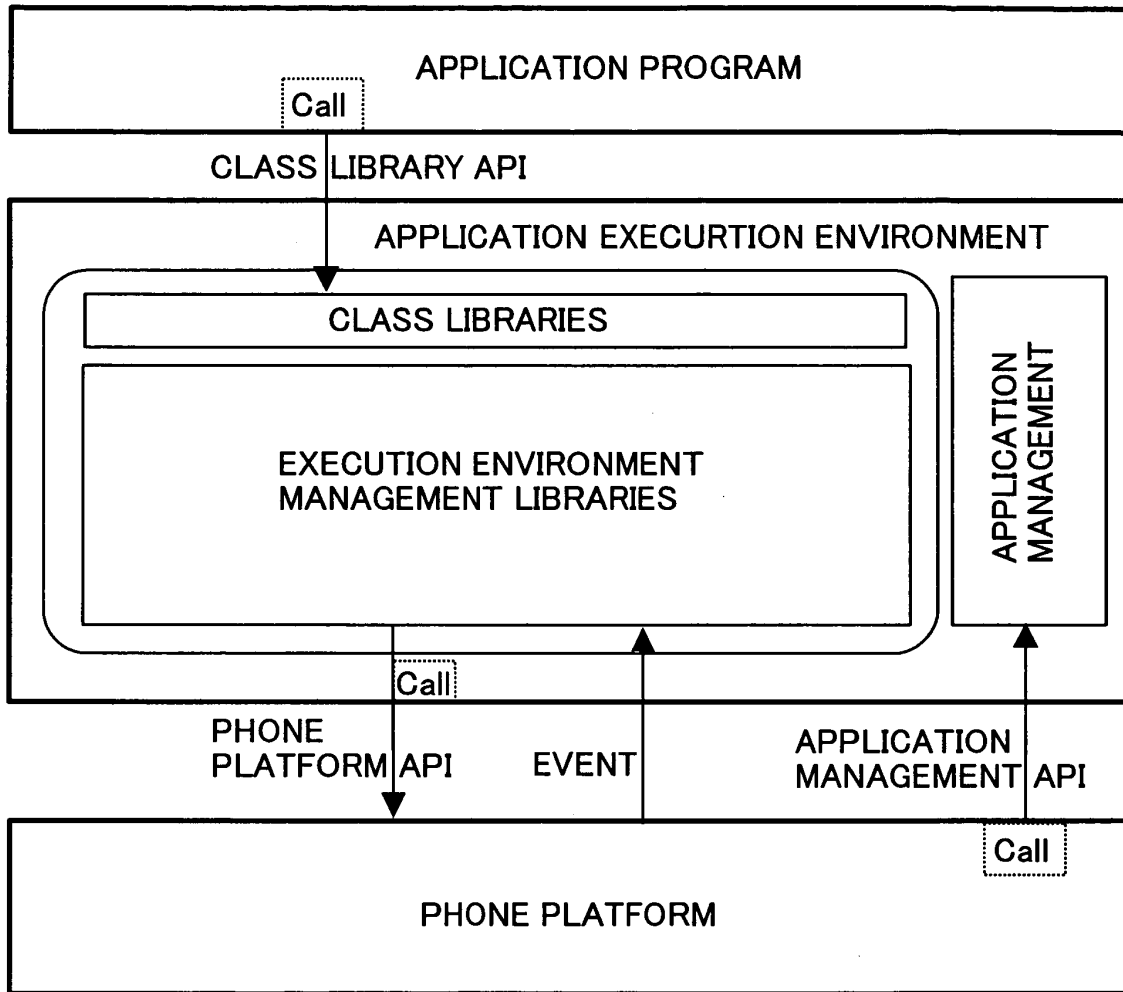 APPLICATION PROGRAM
Call
CLASS LIBRARY API
APPLICATION EXECURTION ENVIRONMENT
CLASS LIBRARIES
EXECUTION ENVIRONMENT
MANAGEMENT LIBRARIES
APPLICATION
MANAGEMENT
Call
PHONE
PLATFORM API
EVENT
APPLICATION
MANAGEMENT API
Call
PHONE PLATFORM